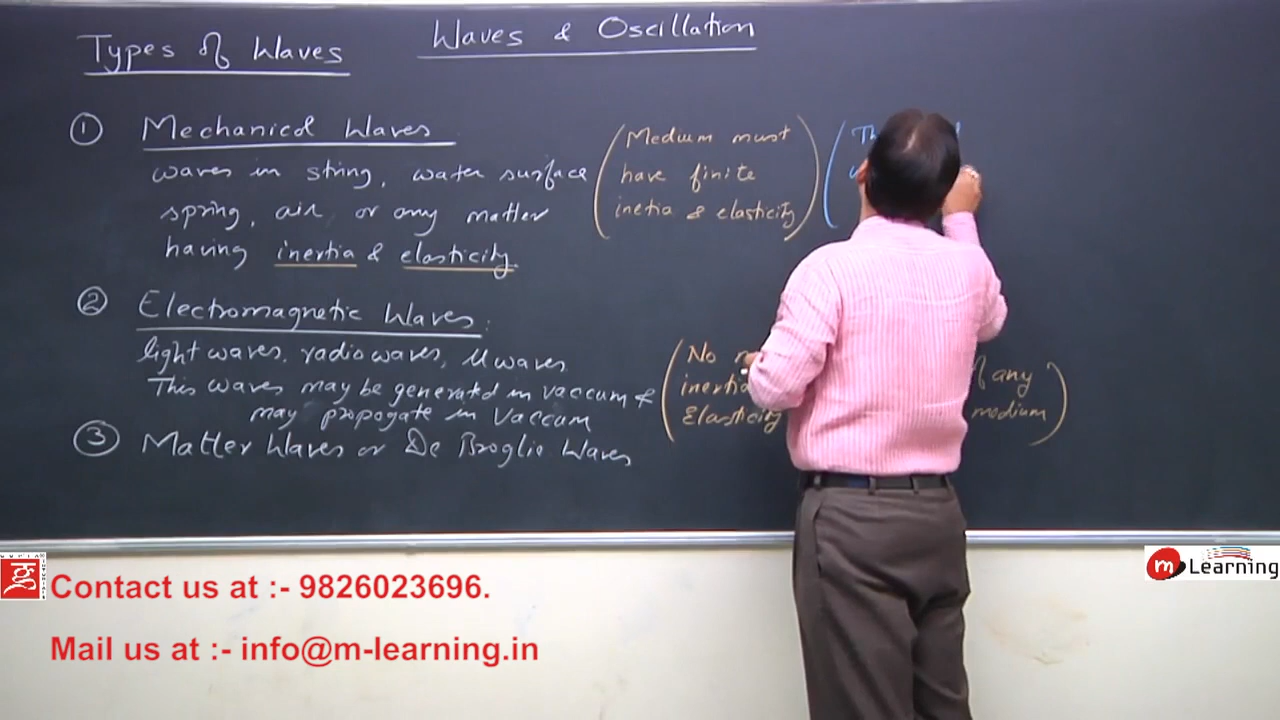 Waves & Oscillation
Types of Waves
① Mechanical Waves
waves in string, water surface
spring, air, or any matter
having inertia & elasticity.
(Medium must
have finite
inetia & elasticity)
② Electromagnetic Waves.
light waves, radio waves, μ waves
This waves may be generated in vaccum &
may propogate in vaccum
(No
inertia of any
Elasticity medium)
③ Matter Waves or De Broglie Waves
Contact us at :- 9826023696.
Mail us at :- info@m-learning.in
m Learning